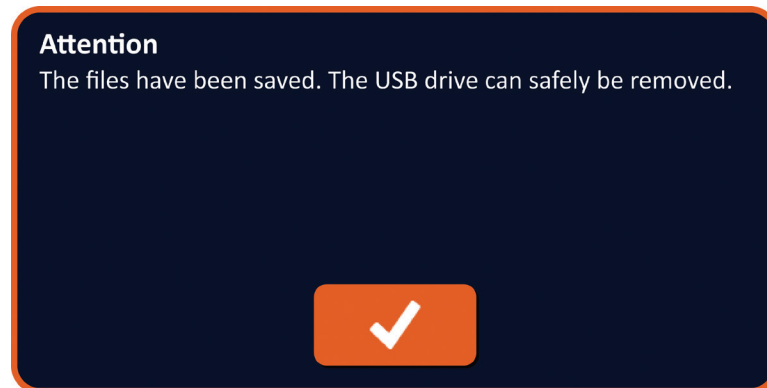 Attention
The files have been saved. The USB drive can safely be removed.